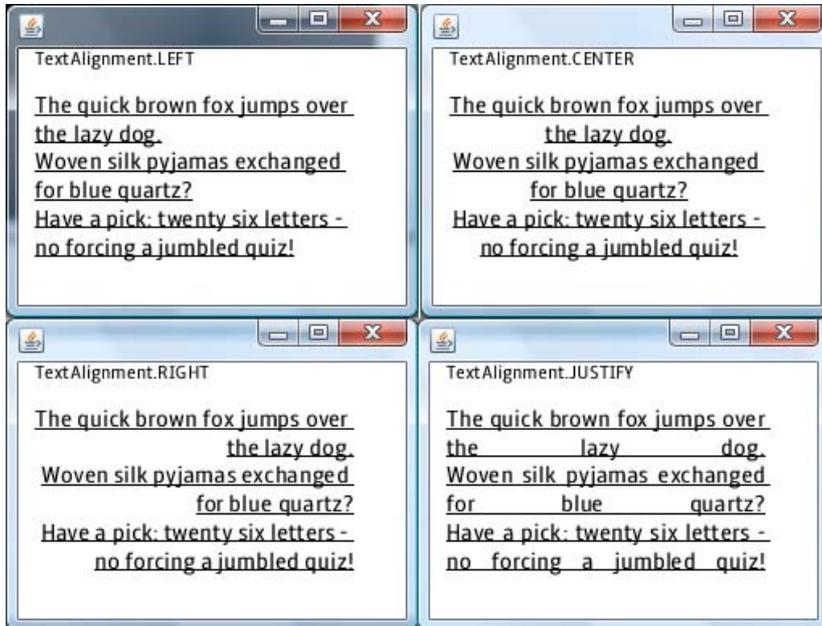 TextAlignment.LEFT
The quick brown fox jumps over
the lazy dog.
Woven silk pyjamas exchanged
for blue quartz?
Have a pick: twenty six letters -
no forcing a jumbled quiz!
TextAlignment.CENTER
The quick brown fox jumps over
the lazy dog.
Woven silk pyjamas exchanged
for blue quartz?
Have a pick: twenty six letters -
no forcing a jumbled quiz!
TextAlignment.RIGHT
The quick brown fox jumps over
the lazy dog.
Woven silk pyjamas exchanged
for blue quartz?
Have a pick: twenty six letters -
no forcing a jumbled quiz!
TextAlignment.JUSTIFY
The quick brown fox jumps over
the lazy dog.
Woven silk pyjamas exchanged
for blue quartz?
Have a pick: twenty six letters -
no forcing a jumbled quiz!